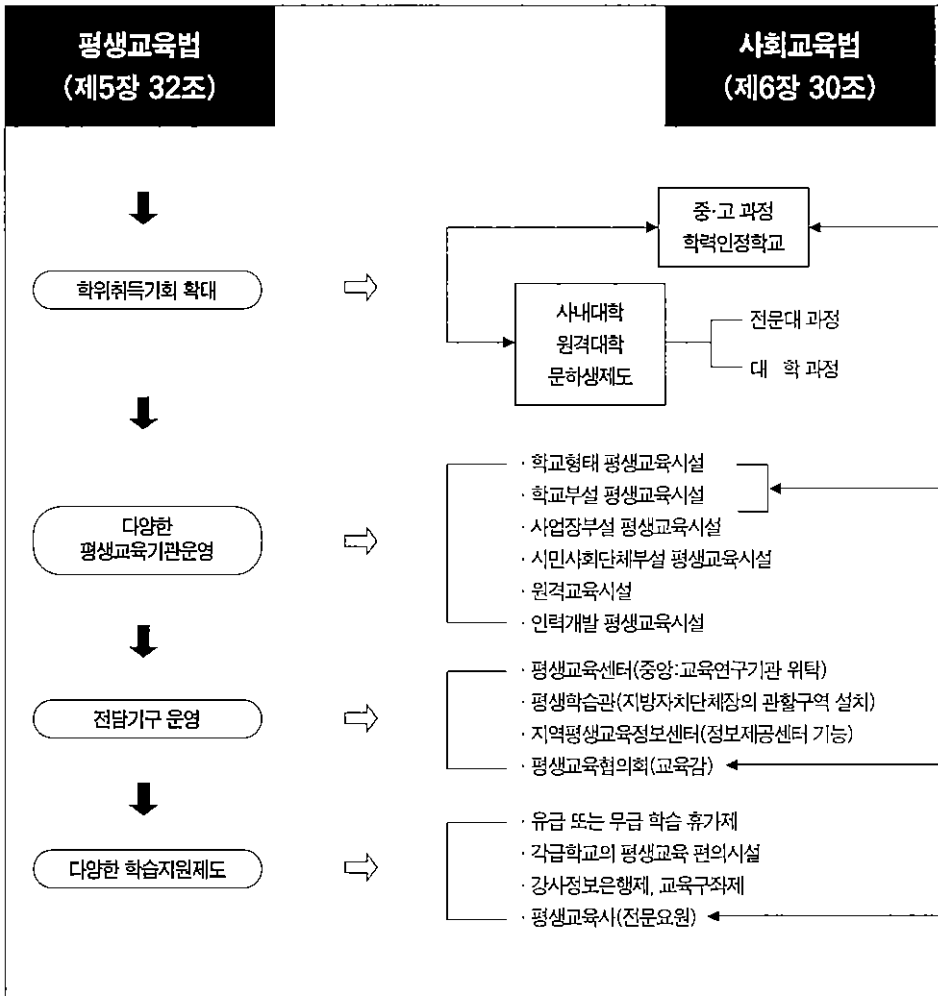 평생교육법
(제5장 32조)
사회교육법
(제6장 30조)
중·고 과정
학력인정학교
학위취득기회 확대
사내대학
원격대학
문하생제도
전문대 과정
대 학 과정
다양한
평생교육기관운영
· 학교형태 평생교육시설
· 학교부설 평생교육시설
· 사업장부설 평생교육시설
· 시민사회단체부설 평생교육시설
· 원격교육시설
· 인력개발 평생교육시설
전담기구 운영
· 평생교육센터(중앙:교육연구기관 위탁)
· 평생학습관(지방자치단체장의 관할구역 설치)
· 지역평생교육정보센터(정보제공센터 기능)
· 평생교육협의회(교육감)
다양한 학습지원제도
· 유급 또는 무급 학습 휴가제
· 각급학교의 평생교육 편의시설
· 강사정보은행제, 교육구좌제
· 평생교육사(전문요원)